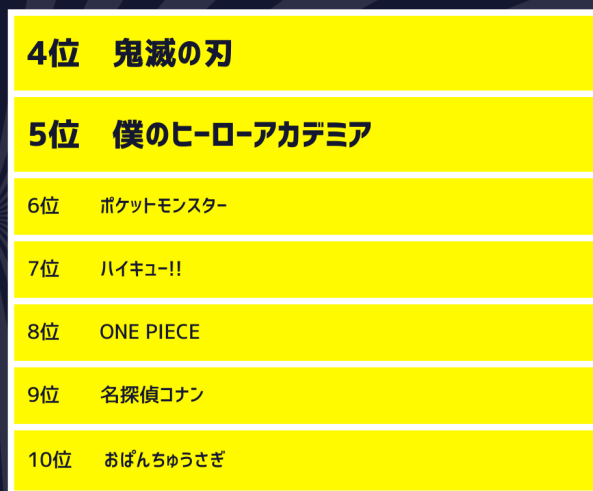 4位 鬼滅の刃
5位 僕のヒーローアカデミア
6位 ポケットモンスター
7位 ハイキュー!!
8位 ONE PIECE
9位 名探偵コナン
10位 おぱんちゅうさぎ